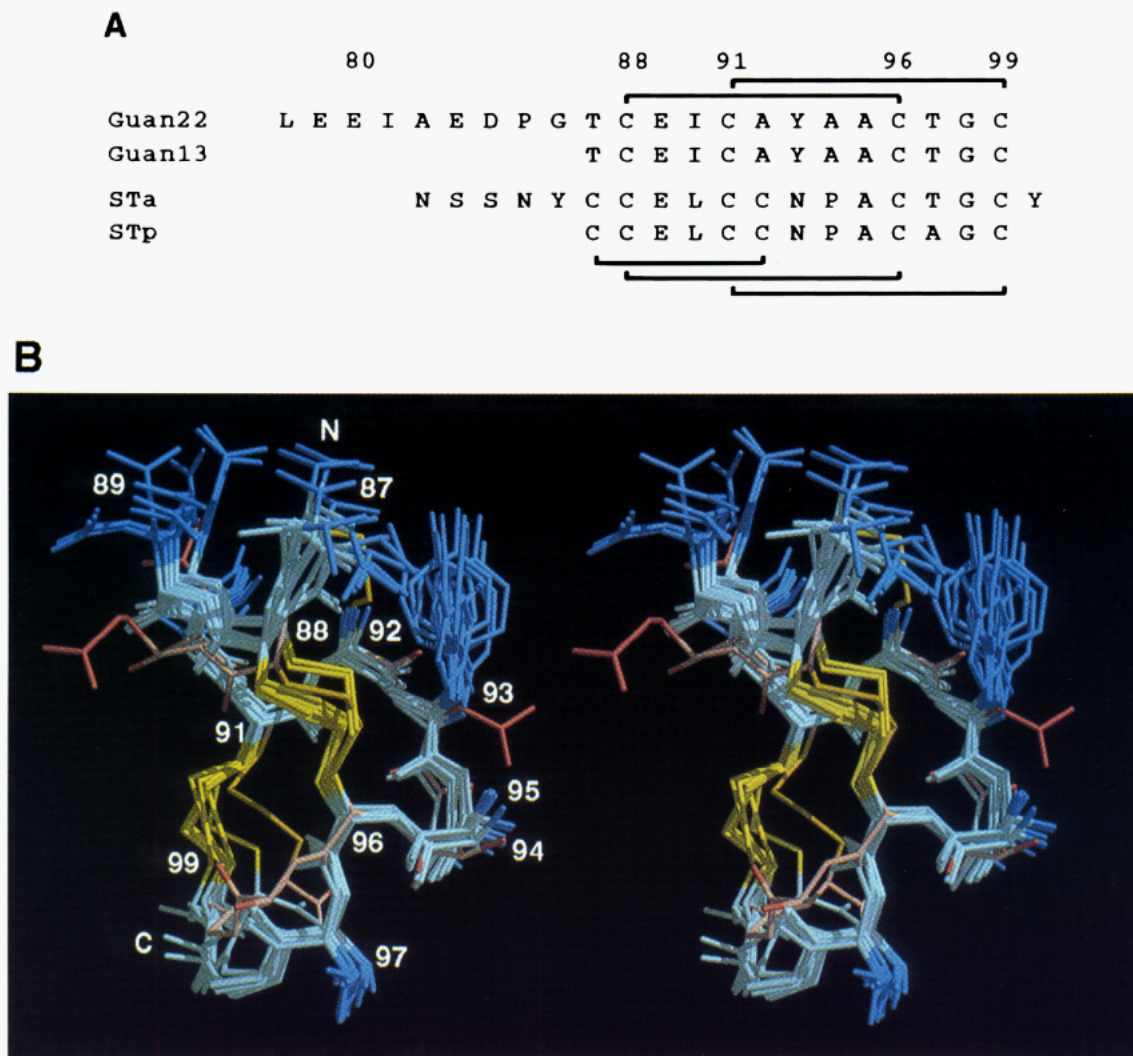 A
80 88 91 96 99
Guan22 L E E I A E D P G T C E I C A Y A A C T G C
Guan13 T C E I C A Y A A C T G C
STa N S S N Y C C E L C C N P A C T G C Y
STp C C E L C C N P A C A G C
B
N
89 87
88 92
93
91
95
96 94
99
C
97